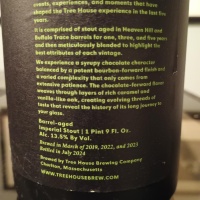 events, experiences, and moments that have
shaped the Tree House experience in the last five
years.
It is comprised of stout aged in Heaven Hill and
Buffalo Trace barrels for one, three, and five years
and then meticulously blended to highlight the
best attributes of each vintage.
We experience a syrupy chocolate character
balanced by a potent bourbon-forward finish and
a varied complexity that only comes from
extensive patience. The chocolate-forward flavor
weaves through layers of rich caramel and
vanilla-like oak, creating evolving threads of
taste that reveal the history of its long journey to
your glass.
Barrel-aged
Imperial Stout | 1 Pint 9 Fl. Oz.
Alc. 13.5% By Vol.
Brewed in March of 2019, 2022, and 2023
Bottled in July 2024
Brewed by Tree House Brewing Company
Charlton, Massachusetts
WWW.TREEHOUSEBREW.COM